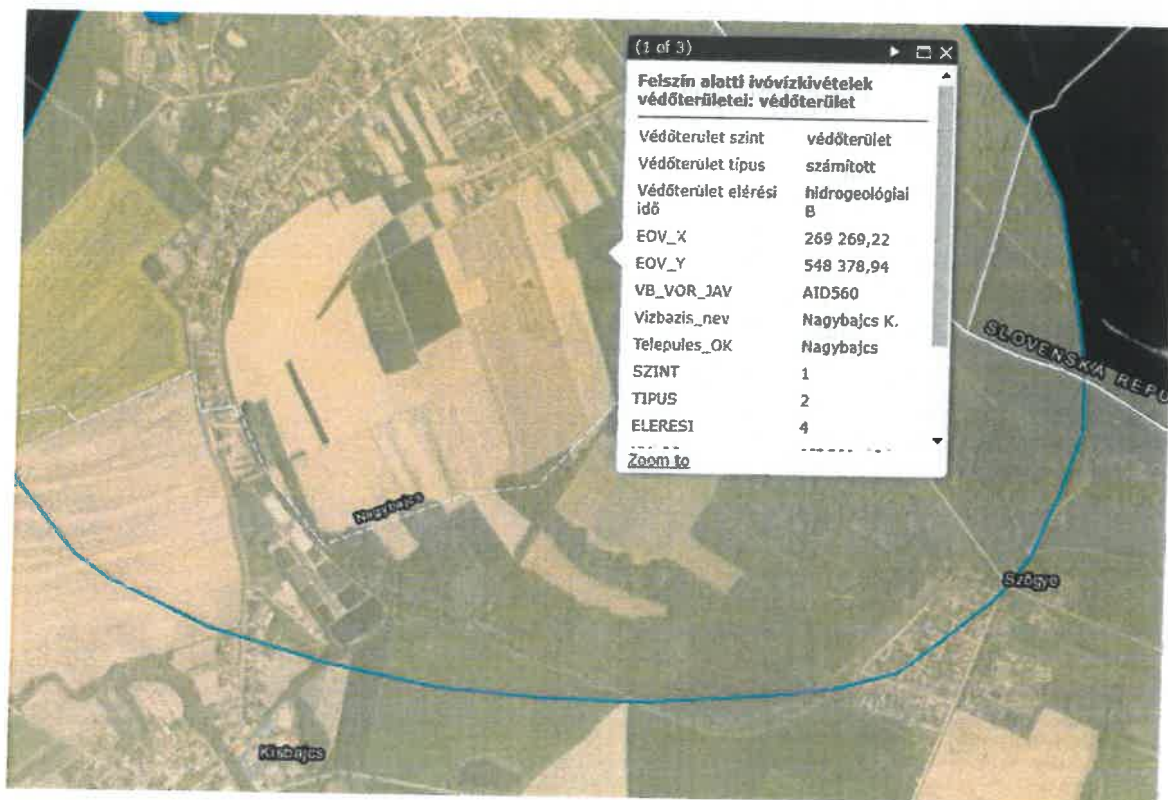 (1 of 3)
Felszín alatti ivóvízkivételek
védőterületei: védőterület
Védőterület szint védőterület
Védőterület típus számított
Védőterület elérési hidrogeológiai
idő B
EOV_X 269 269,22
EOV_Y 548 378,94
VB_VOR_JAV AID560
Vizbazis_nev Nagybajcs K.
Telepules_OK Nagybajcs
SZINT 1
TIPUS 2
ELERESI 4
Zoom to
SLOVENSKÁ REPU
Nagybajcs
Szőgye
Kisbajcs